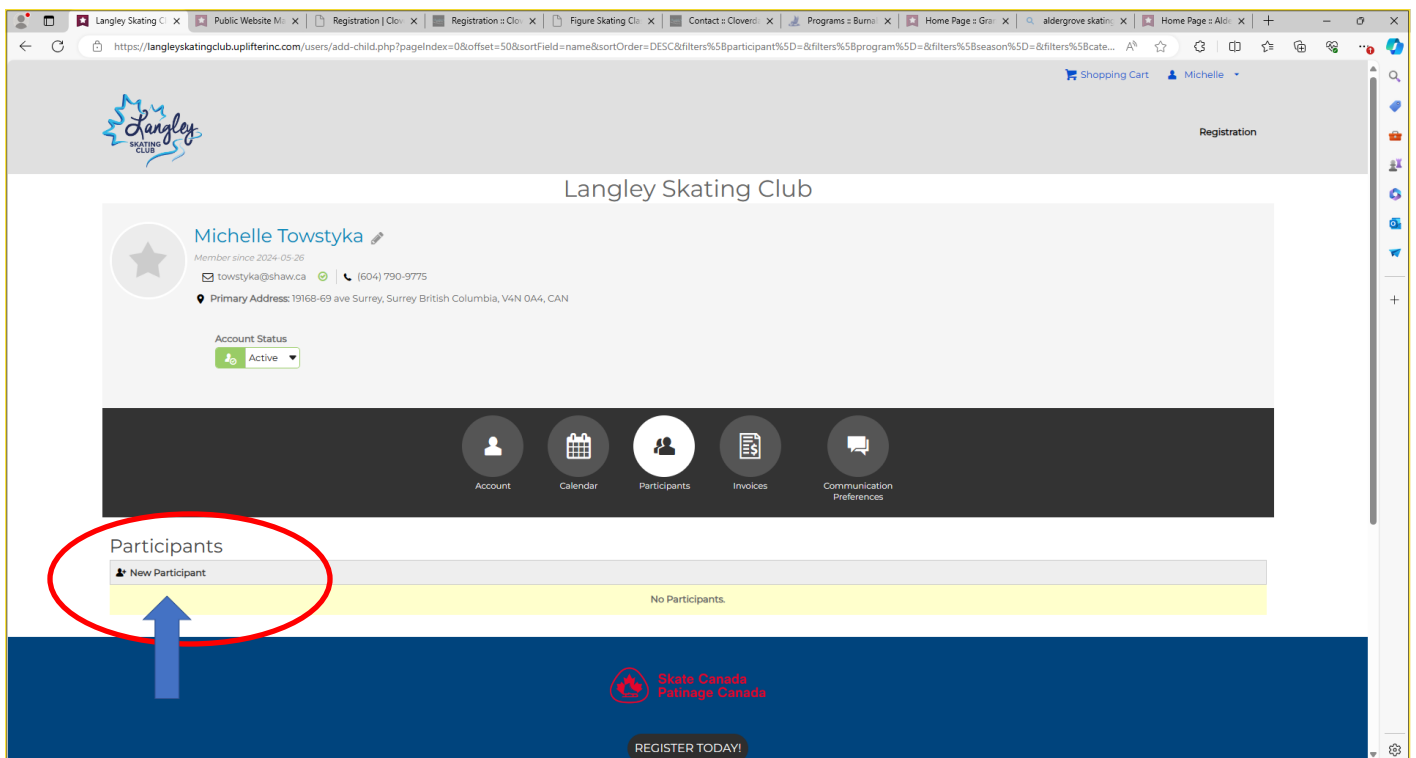 Langley Skating Cl
Public Website Ma
Registration | Clov
Registration :: Clov
Figure Skating Cla
Contact :: Cloverda
Programs :: Burnab
Home Page :: Gran
aldergrove skating
Home Page :: Alde
https://langleyskatingclub.uplifterinc.com/users/add-child.php?pageIndex=0&offset=50&sortField=name&sortOrder=DESC&filters%5Bparticipant%5D=&filters%5Bprogram%5D=&filters%5Bseason%5D=&filters%5Bcate...
Shopping Cart Michelle
Langley
SKATING
CLUB
Registration
Langley Skating Club
Michelle Towstyka
Member since 2024-05-26
towstyka@shaw.ca (604) 790-9775
Primary Address: 19168-69 ave Surrey, Surrey British Columbia, V4N 0A4, CAN
Account Status
Active
Account Calendar Participants Invoices Communication
Preferences
Participants
New Participant
No Participants.
Skate Canada
Patinage Canada
REGISTER TODAY!